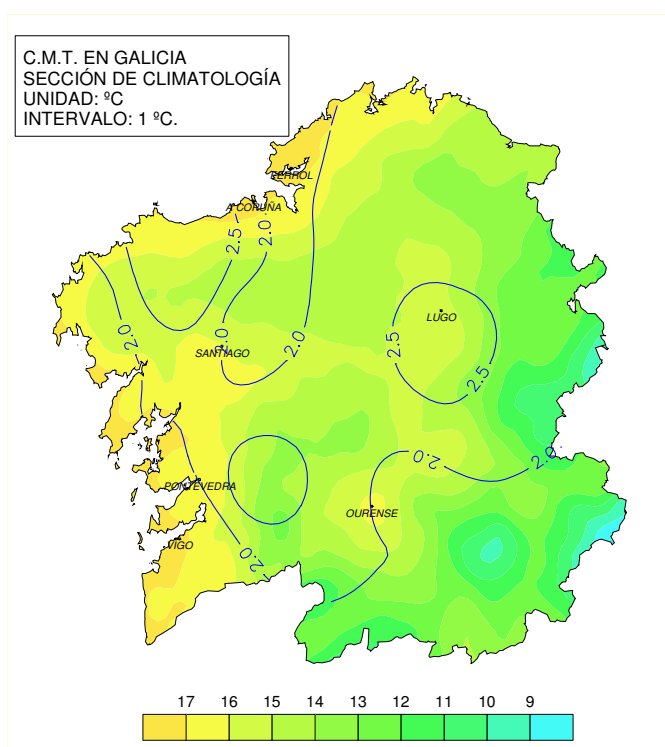 C.M.T. EN GALICIA
SECCIÓN DE CLIMATOLOGÍA
UNIDAD: ºC
INTERVALO: 1 ºC.
FERROL
A CORUÑA
2.5
2.0
2.0
2.0
2.0
SANTIAGO
LUGO
2.5
2.5
2.0
2.0
PONTEVEDRA
OURENSE
VIGO
2.0
17 16 15 14 13 12 11 10 9